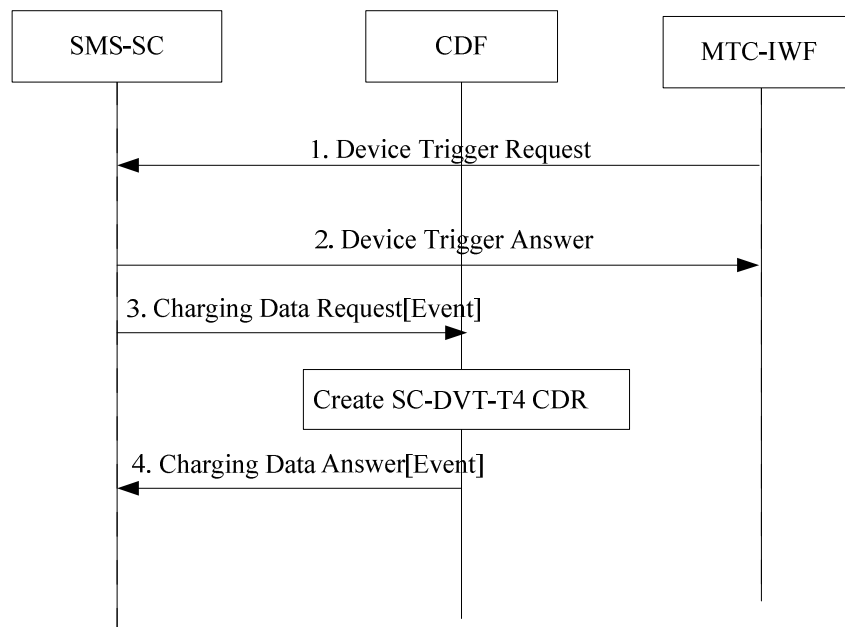 SMS-SC
CDF
MTC-IWF
1. Device Trigger Request
2. Device Trigger Answer
3. Charging Data Request[Event]
Create SC-DVT-T4 CDR
4. Charging Data Answer[Event]